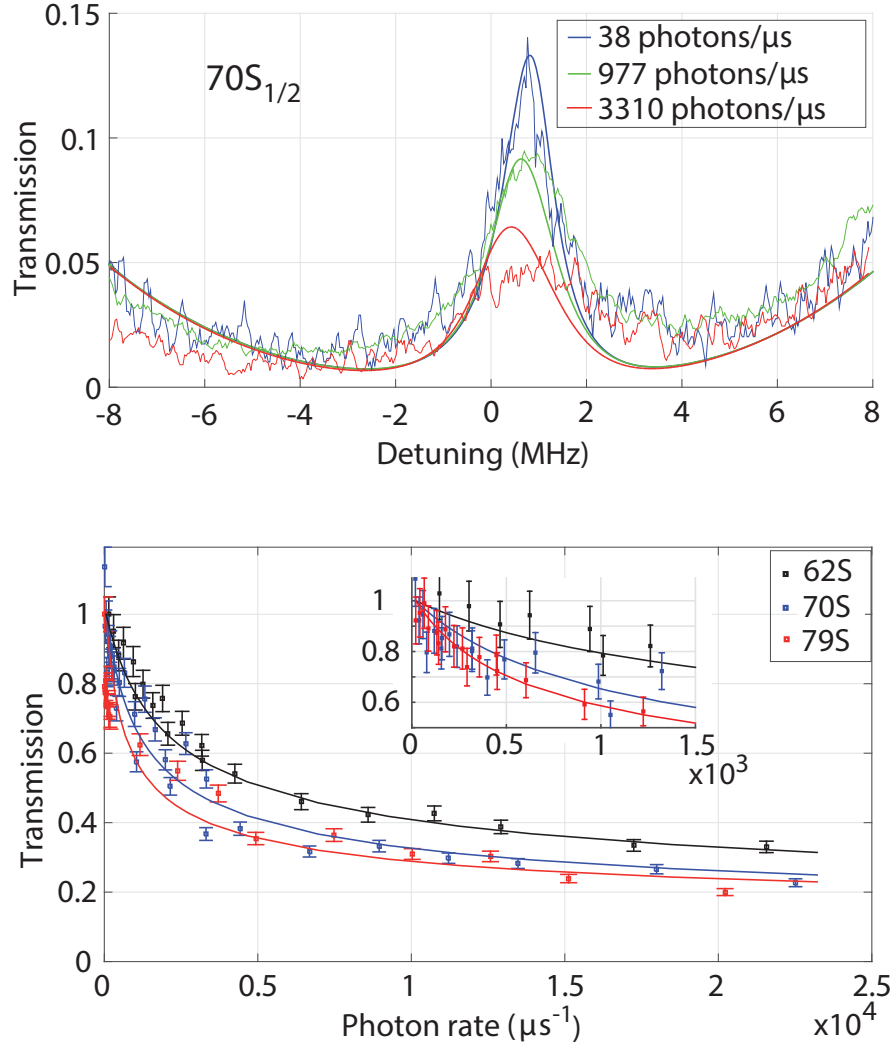 0.15
0.1
0.05
0
Transmission
70S1/2
38 photons/µs
977 photons/µs
3310 photons/µs
-8 -6 -4 -2 0 2 4 6 8
Detuning (MHz)
1
0.8
0.6
0.4
0.2
0
Transmission
62S
70S
79S
1
0.8
0.6
0 0.5 1 1.5
x10³
0 0.5 1 1.5 2 2.5
x10⁴
Photon rate (µs⁻¹)